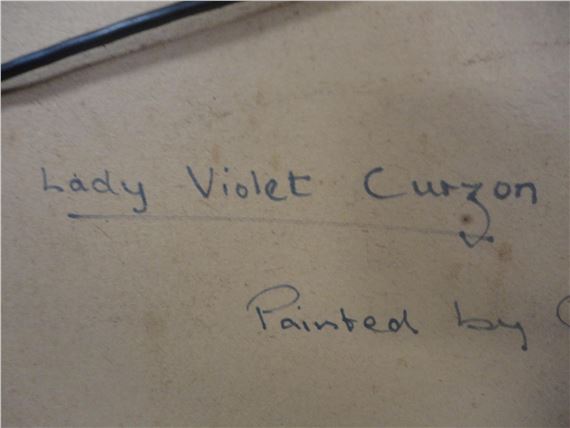 Lady Violet Curzon
Painted by